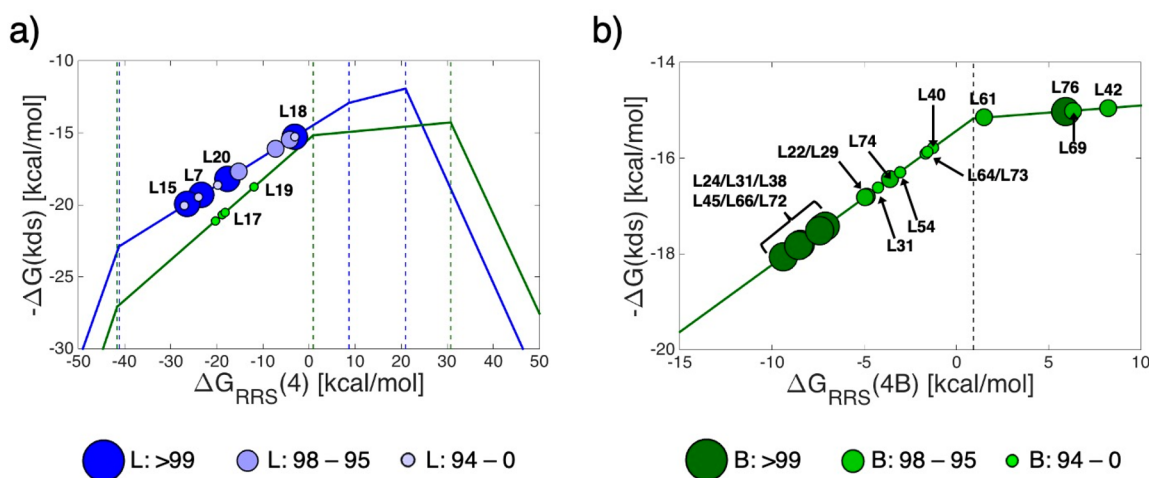 a)
-ΔG(kds) [kcal/mol]
-10
-15
-20
-25
-30
L18
L20
L7
L15
L19
L17
-50 -40 -30 -20 -10 0 10 20 30 40 50
ΔG_RRS(4) [kcal/mol]
L: >99 L: 98 – 95 L: 94 – 0
b)
-ΔG(kds) [kcal/mol]
-14
-16
-18
-20
L40
L61
L76
L42
L74
L22/L29
L69
L64/L73
L24/L31/L38
L45/L66/L72
L54
L31
-15 -10 -5 0 5 10
ΔG_RRS(4B) [kcal/mol]
B: >99 B: 98 – 95 B: 94 – 0